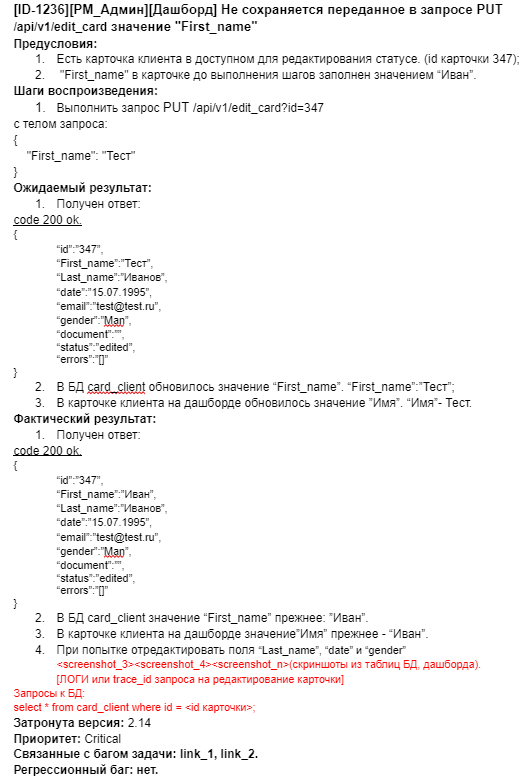 [ID-1236][PM_Админ][Дашборд] Не сохраняется переданное в запросе PUT
/api/v1/edit_card значение "First_name"
Предусловия:
1. Есть карточка клиента в доступном для редактирования статусе. (id карточки 347);
2. "First_name" в карточке до выполнения шагов заполнен значением “Иван”.
Шаги воспроизведения:
1. Выполнить запрос PUT /api/v1/edit_card?id=347
с телом запроса:
{
"First_name": "Тест"
}
Ожидаемый результат:
1. Получен ответ:
code 200 ok.
{
“id”:”347”,
“First_name”:”Тест”,
“Last_name”:”Иванов”,
“date”:”15.07.1995”,
“email”:”test@test.ru”,
“gender”:”Man”,
“document”:””,
“status”:”edited”,
“errors”:”[]”
}
2. В БД card_client обновилось значение “First_name”. “First_name”:”Тест”;
3. В карточке клиента на дашборде обновилось значение ”Имя”. “Имя”- Тест.
Фактический результат:
1. Получен ответ:
code 200 ok.
{
“id”:”347”,
“First_name”:”Иван”,
“Last_name”:”Иванов”,
“date”:”15.07.1995”,
“email”:”test@test.ru”,
“gender”:”Man”,
“document”:””,
“status”:”edited”,
“errors”:”[]”
}
2. В БД card_client значение “First_name” прежнее: ”Иван”.
3. В карточке клиента на дашборде значение”Имя” прежнее - “Иван”.
4. При попытке отредактировать поля “Last_name”, “date” и “gender”
<screenshot_3><screenshot_4><screenshot_n>(скриншоты из таблиц БД, дашборда).
[ЛОГИ или trace_id запроса на редактирование карточки]
Запросы к БД:
select * from card_client where id = <id карточки>;
Затронута версия: 2.14
Приоритет: Critical
Связанные с багом задачи: link_1, link_2.
Регрессионный баг: нет.